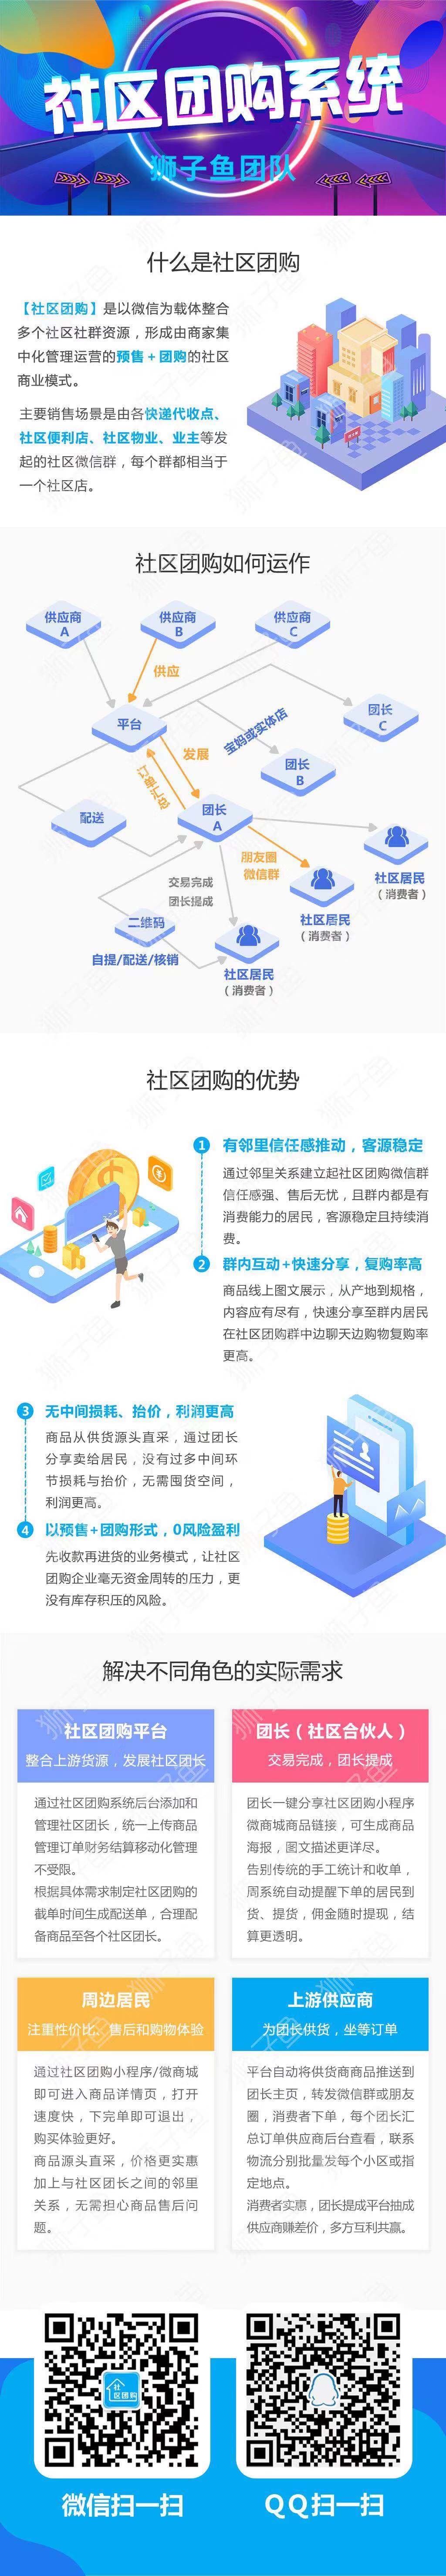 社区团购系统
狮子鱼团队
什么是社区团购
【社区团购】是以微信为载体整合
多个社区社群资源，形成由商家集
中化管理运营的预售+团购的社区
商业模式。
主要销售场景是由各快递代收点、
社区便利店、社区物业、业主等发
起的社区微信群，每个群都相当于
一个社区店。
社区团购如何运作
供应商
A
供应商
B
供应商
C
供应
平台
团长
C
发展
宝妈或实体店
团长
B
汇总订单
配送
团长
A
朋友圈
微信群
社区居民
（消费者）
交易完成
团长提成
二维码
社区居民
（消费者）
自提/配送/核销
社区居民
（消费者）
社区团购的优势
1 有邻里信任感推动，客源稳定
通过邻里关系建立起社区团购微信群
信任感强、售后无忧，且群内都是有
消费能力的居民，客源稳定且持续消
费。
2 群内互动+快速分享，复购率高
商品线上图文展示，从产地到规格，
内容应有尽有，快速分享至群内居民
在社区团购群中边聊天边购物复购率
更高。
3 无中间损耗、抬价，利润更高
商品从供货源头直采，通过团长
分享卖给居民，没有过多中间环
节损耗与抬价，无需囤货空间，
利润更高。
4 以预售+团购形式，0风险盈利
先收款再进货的业务模式，让社区
团购企业毫无资金周转的压力，更
没有库存积压的风险。
解决不同角色的实际需求
社区团购平台
整合上游货源，发展社区团长
通过社区团购系统后台添加和
管理社区团长，统一上传商品
管理订单财务结算移动化管理
不受限。
根据具体需求制定社区团购的
截单时间生成配送单，合理配
备商品至各个社区团长。
团长（社区合伙人）
交易完成，团长提成
团长一键分享社区团购小程序
微商城商品链接，可生成商品
海报，图文描述更详尽。
告别传统的手工统计和收单，
周系统自动提醒下单的居民到
货、提货，佣金随时提现，结
算更透明。
周边居民
注重性价比、售后和购物体验
通过社区团购小程序/微商城
即可进入商品详情页，打开
速度快，下完单即可退出，
购买体验更好。
商品源头直采，价格更实惠
加上与社区团长之间的邻里
关系，无需担心商品售后问
题。
上游供应商
为团长供货，坐等订单
平台自动将供货商商品推送到
团长主页，转发微信群或朋友
圈，消费者下单，每个团长汇
总订单供应商后台查看，联系
物流分别批量发每个小区或指
定地点。
消费者实惠，团长提成平台抽成
供应商赚差价，多方互利共赢。
社
区团购
微信扫一扫
QQ扫一扫